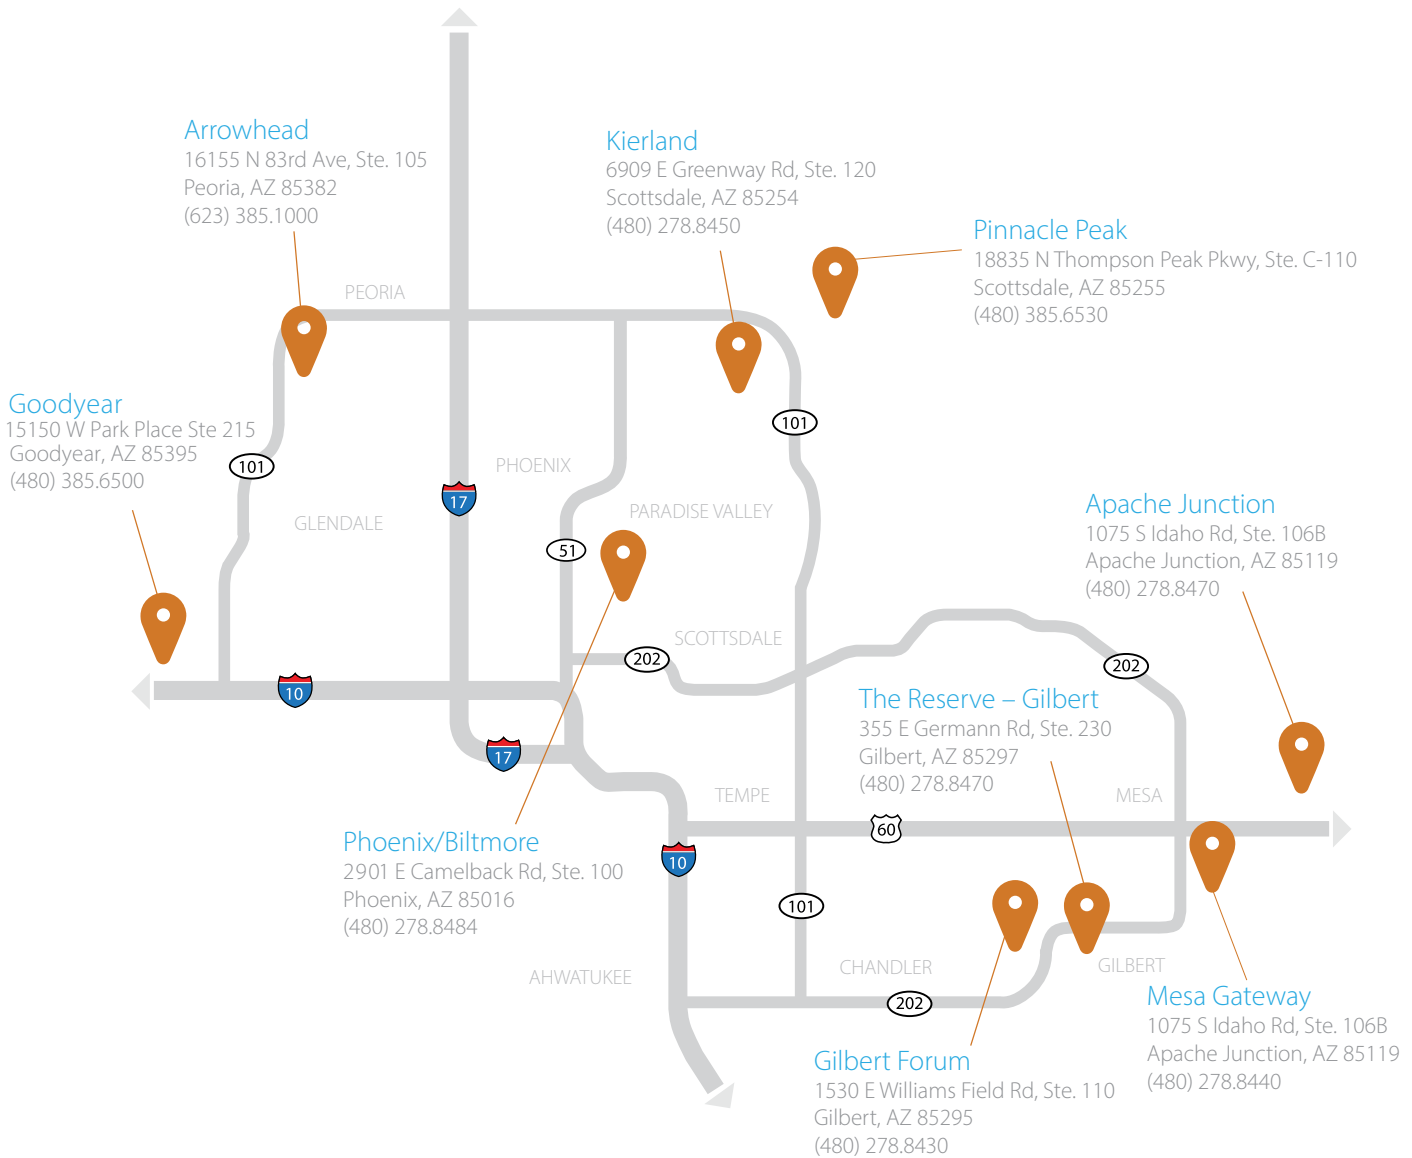 Arrowhead
16155 N 83rd Ave, Ste. 105
Peoria, AZ 85382
(623) 385.1000
Kierland
6909 E Greenway Rd, Ste. 120
Scottsdale, AZ 85254
(480) 278.8450
Pinnacle Peak
18835 N Thompson Peak Pkwy, Ste. C-110
Scottsdale, AZ 85255
(480) 385.6530
PEORIA
Goodyear
15150 W Park Place Ste 215
Goodyear, AZ 85395
(480) 385.6500
101
101
PHOENIX
17
GLENDALE
PARADISE VALLEY
51
Apache Junction
1075 S Idaho Rd, Ste. 106B
Apache Junction, AZ 85119
(480) 278.8470
SCOTTSDALE
202
202
10
The Reserve – Gilbert
355 E Germann Rd, Ste. 230
Gilbert, AZ 85297
(480) 278.8470
17
TEMPE
MESA
60
Phoenix/Biltmore
2901 E Camelback Rd, Ste. 100
Phoenix, AZ 85016
(480) 278.8484
10
101
AHWATUKEE
CHANDLER
GILBERT
202
Mesa Gateway
1075 S Idaho Rd, Ste. 106B
Apache Junction, AZ 85119
(480) 278.8440
Gilbert Forum
1530 E Williams Field Rd, Ste. 110
Gilbert, AZ 85295
(480) 278.8430